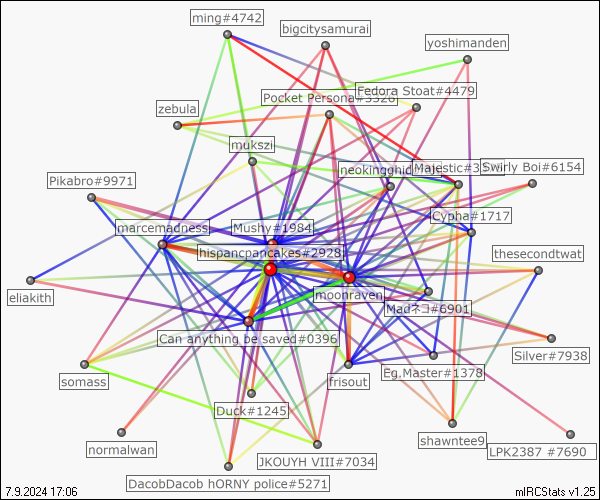 ming#4742
bigcitysamurai
yoshimanden
Fedora Stoat#4479
Pocket Persona#3326
zebula
mukszi
neokingghidorah
Majestic#3
Swirly Boi#6154
Pikabro#9971
Cypha#1717
marcemadness
Mushy#1984
hispancpancakes#2928
thesecondtwat
eliakith
moonraven
Madネコ#6901
Can anything be saved#0396
Silver#7938
somass
frisout
Eg,Master#1378
Duck#1245
shawntee9
normalwan
LPK2387 #7690
JKOUYH VIII#7034
DacobDacob hORNY police#5271
7.9.2024 17:06
mIRCStats v1.25